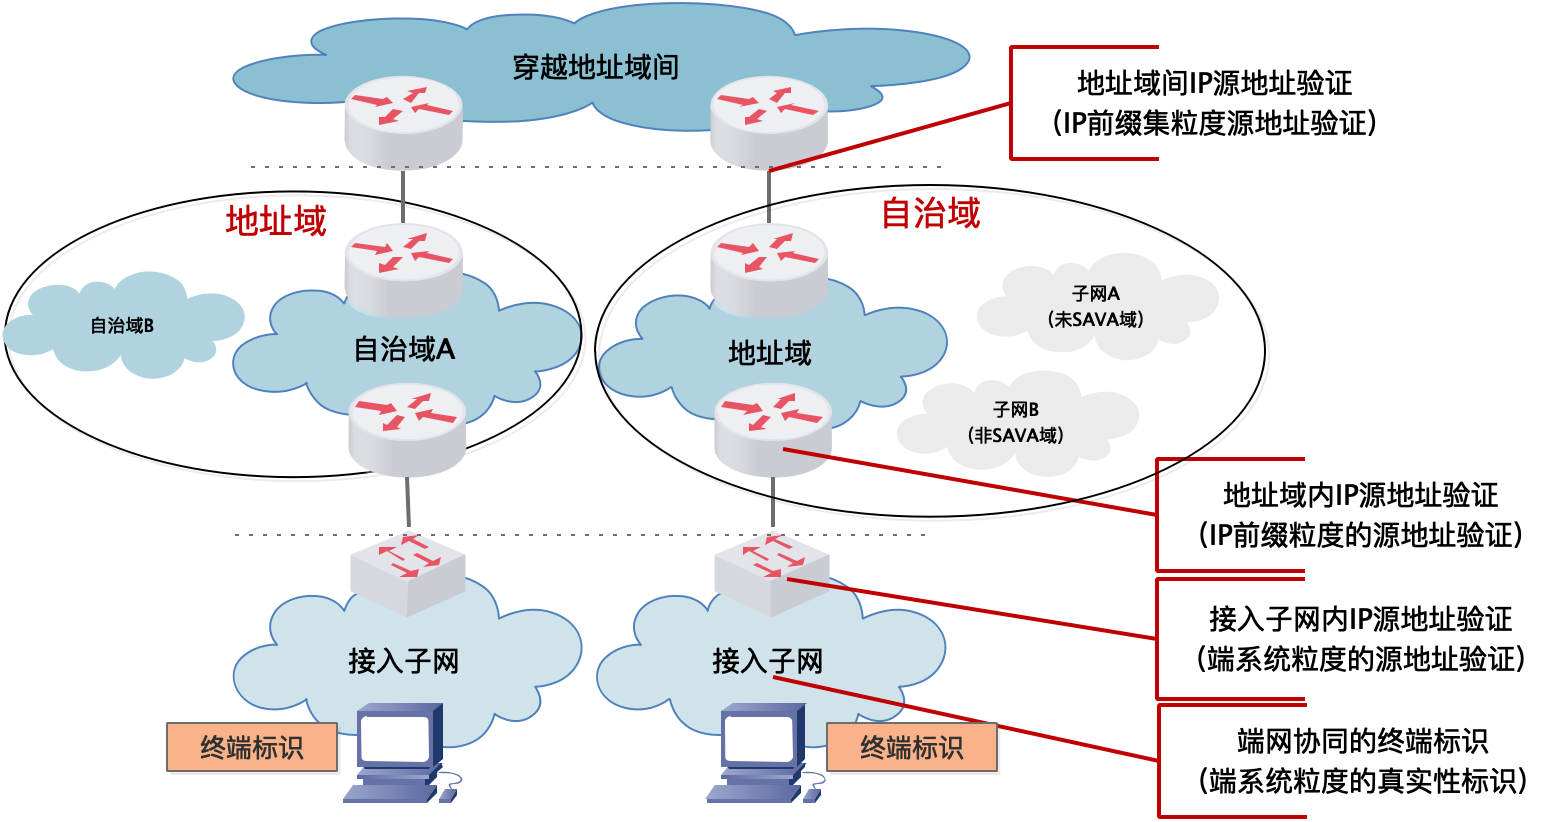 穿越地址域间
地址域间IP源地址验证
（IP前缀集粒度源地址验证）
地址域
自治域
自治域B
自治域A
地址域
子网A
（未SAVA域）
子网B
（非SAVA域）
地址域内IP源地址验证
（IP前缀粒度的源地址验证）
接入子网内IP源地址验证
（端系统粒度的源地址验证）
接入子网
接入子网
终端标识
终端标识
端网协同的终端标识
（端系统粒度的真实性标识）